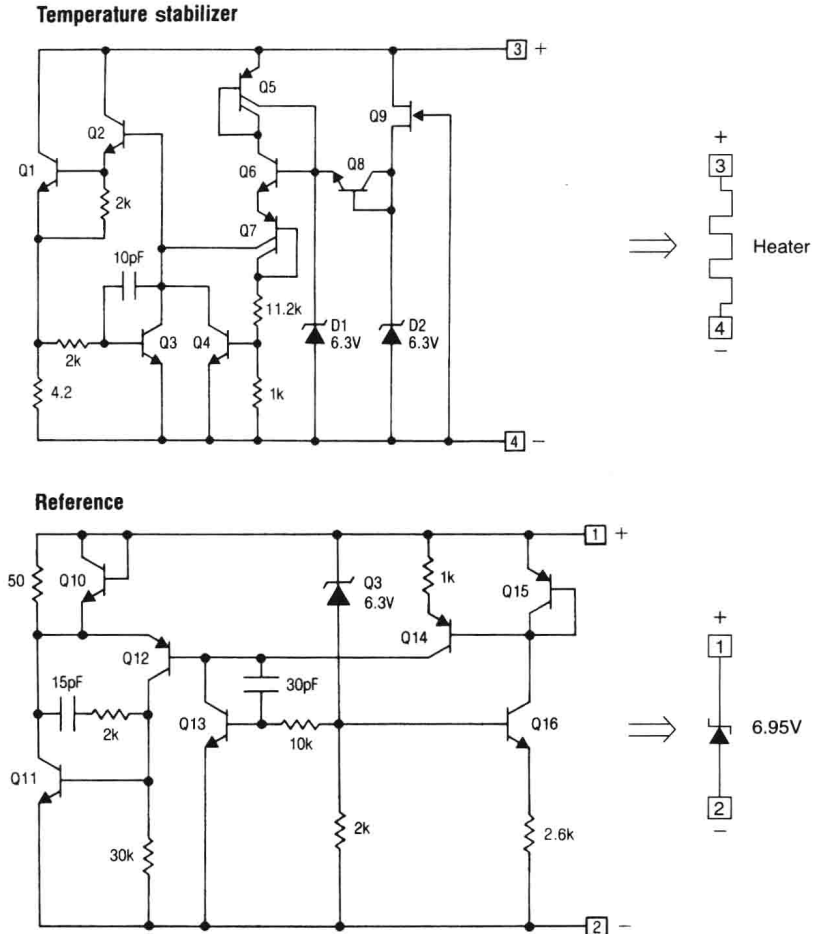 Temperature stabilizer
3 +
Q5
Q9
Q2
Q1
Q6
Q8
2k
Q7
10pF
11.2k
Q3
Q4
D1
6.3V
D2
6.3V
2k
4.2
1k
4 −
+
3
Heater
4
−
Reference
1 +
50
Q10
Q3
6.3V
1k
Q15
Q12
Q14
15pF
30pF
2k
Q13
10k
Q16
Q11
30k
2k
2.6k
2 −
+
1
6.95V
2
−